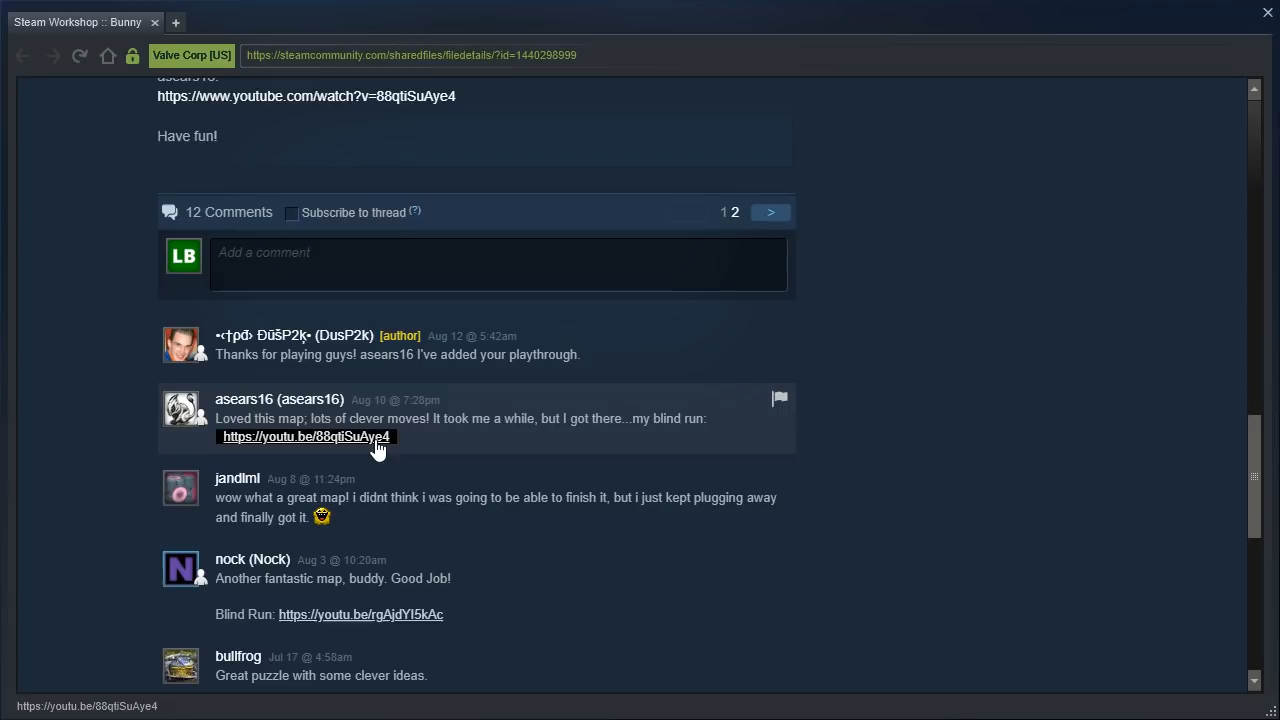 Steam Workshop :: Bunny × +
Valve Corp [US] https://steamcommunity.com/sharedfiles/filedetails/?id=1440298999
asears16:
https://www.youtube.com/watch?v=88qtiSuAye4
Have fun!
12 Comments Subscribe to thread (?) 1 2 >
LB Add a comment
•‹†ρđ› ĐūšP2ķ• (DusP2k) [author] Aug 12 @ 5:42am
Thanks for playing guys! asears16 I've added your playthrough.
asears16 (asears16) Aug 10 @ 7:28pm
Loved this map; lots of clever moves! It took me a while, but I got there...my blind run:
https://youtu.be/88qtiSuAye4
jandlml Aug 8 @ 11:24pm
wow what a great map! i didnt think i was going to be able to finish it, but i just kept plugging away
and finally got it.
N nock (Nock) Aug 3 @ 10:20am
Another fantastic map, buddy. Good Job!
Blind Run: https://youtu.be/rgAjdYI5kAc
bullfrog Jul 17 @ 4:58am
Great puzzle with some clever ideas.
https://youtu.be/88qtiSuAye4